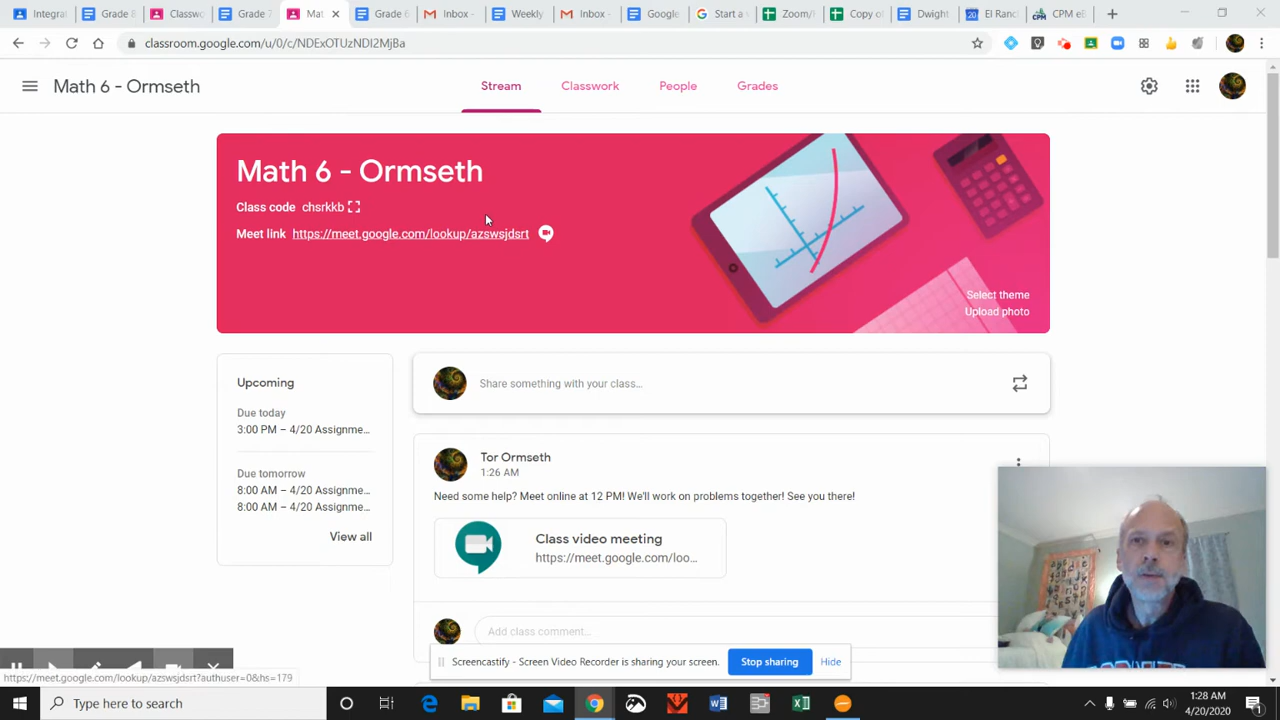 Integral
Grade 8
Classwo
Grade 7
Mat
Grade 6
Inbox -
Weekly
Inbox -
Google
Start a
Zoom/
Copy o
Dwight
El Ranc
CPM eB
classroom.google.com/u/0/c/NDExOTUzNDI2MjBa
Math 6 - Ormseth
Stream
Classwork
People
Grades
Math 6 - Ormseth
Class code chsrkkb
Meet link https://meet.google.com/lookup/azswsjdsrt
Select theme
Upload photo
Upcoming
Due today
3:00 PM – 4/20 Assignme...
Due tomorrow
8:00 AM – 4/20 Assignme...
8:00 AM – 4/20 Assignme...
View all
Share something with your class...
Tor Ormseth
1:26 AM
Need some help? Meet online at 12 PM! We'll work on problems together! See you there!
Class video meeting
https://meet.google.com/loo...
Add class comment...
Screencastify - Screen Video Recorder is sharing your screen.
Stop sharing
Hide
https://meet.google.com/lookup/azswsjdsrt?authuser=0&hs=179
Type here to search
1:28 AM
4/20/2020